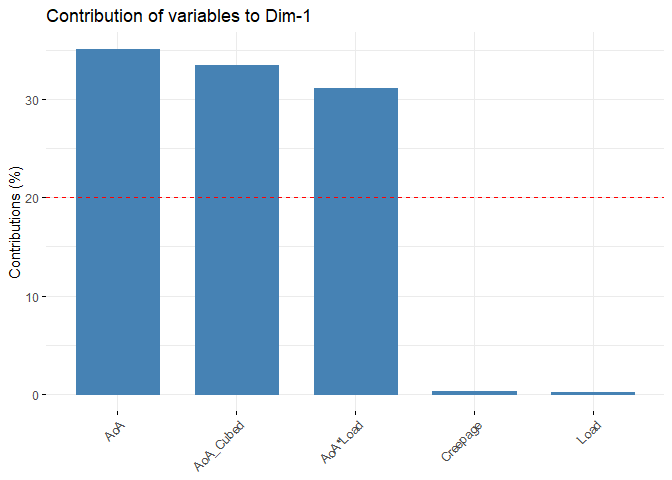 Contribution of variables to Dim-1
Contributions (%)
30
20
10
0
AoA
AoA_Cubed
AoA*Load
Creepage
Load